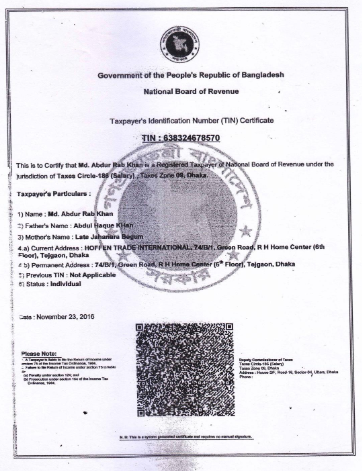 Government of the People's Republic of Bangladesh
National Board of Revenue
Taxpayer's Identification Number (TIN) Certificate
TIN : 638324678570
This is to Certify that Md. Abdur Rab Khan is a Registered Taxpayer of National Board of Revenue under the
jurisdiction of Taxes Circle-186 (Salary), Taxes Zone 09, Dhaka.
Taxpayer's Particulars :
1) Name : Md. Abdur Rab Khan
2) Father's Name : Abdul Haque Khan
3) Mother's Name : Late Jahanara Begum
4.a) Current Address : HOFFEN TRADE INTERNATIONAL, 74/B/1, Green Road, R H Home Center (6th
Floor), Tejgaon, Dhaka
4.b) Permanent Address : 74/B/1, Green Road, R H Home Center (6th Floor), Tejgaon, Dhaka
5) Previous TIN : Not Applicable
6) Status : Individual
Date : November 23, 2016
Please Note:
Deputy Commissioner of Taxes
Taxes Circle-186 (Salary)
Taxes Zone 09, Dhaka
Phone :
N. B: This is a system generated certificate and requires no manual signature.